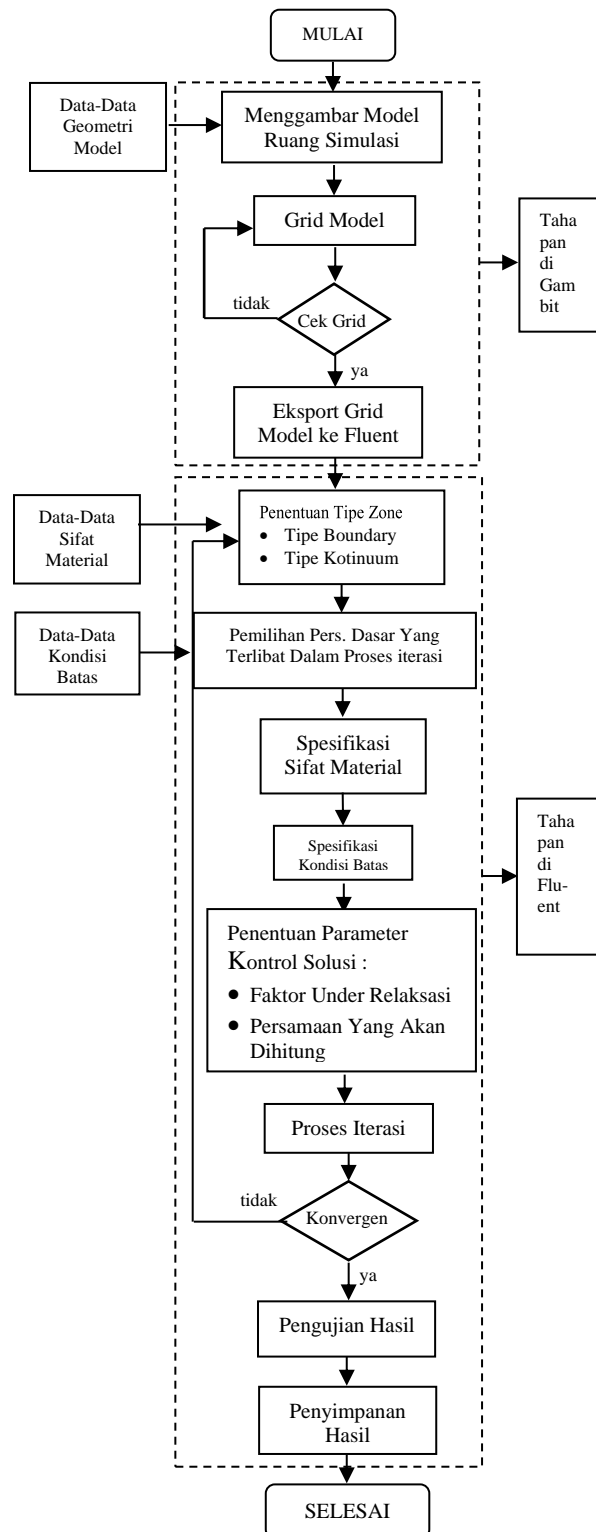 MULAI
Data-Data
Geometri
Model
Menggambar Model
Ruang Simulasi
Grid Model
tidak
Cek Grid
ya
Eksport Grid
Model ke Fluent
Taha
pan
di
Gam
bit
Data-Data
Sifat
Material
Penentuan Tipe Zone
• Tipe Boundary
• Tipe Kotinuum
Data-Data
Kondisi
Batas
Pemilihan Pers. Dasar Yang
Terlibat Dalam Proses iterasi
Spesifikasi
Sifat Material
Spesifikasi
Kondisi Batas
Taha
pan
di
Flu-
ent
Penentuan Parameter
Kontrol Solusi :
• Faktor Under Relaksasi
• Persamaan Yang Akan
Dihitung
Proses Iterasi
tidak
Konvergen
ya
Pengujian Hasil
Penyimpanan
Hasil
SELESAI